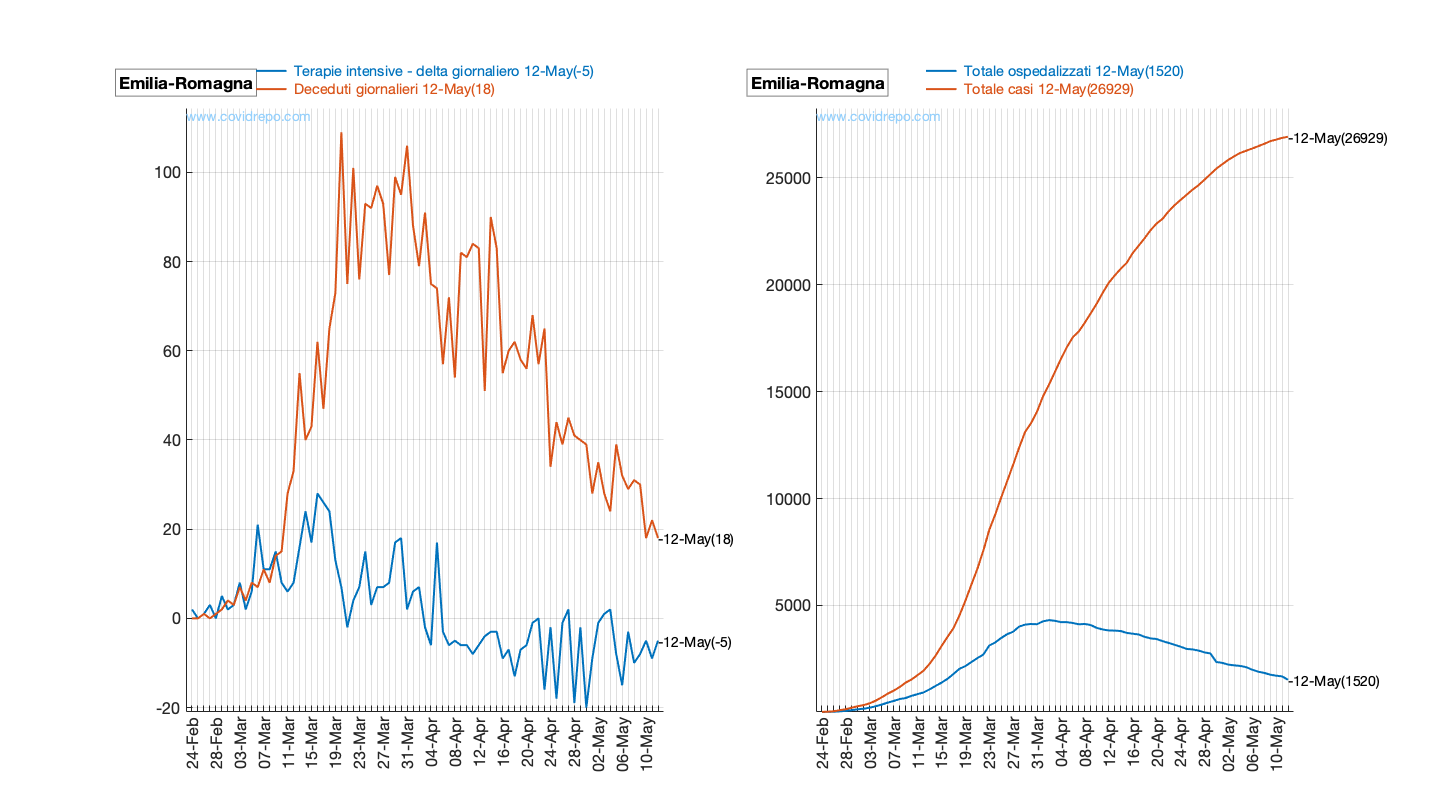 Emilia-Romagna
Terapie intensive - delta giornaliero 12-May(-5)
Deceduti giornalieri 12-May(18)
www.covidrepo.com
100
80
60
40
20
0
-20
12-May(18)
12-May(-5)
24-Feb
28-Feb
03-Mar
07-Mar
11-Mar
15-Mar
19-Mar
23-Mar
27-Mar
31-Mar
04-Apr
08-Apr
12-Apr
16-Apr
20-Apr
24-Apr
28-Apr
02-May
06-May
10-May
Emilia-Romagna
Totale ospedalizzati 12-May(1520)
Totale casi 12-May(26929)
www.covidrepo.com
25000
20000
15000
10000
5000
12-May(26929)
12-May(1520)
24-Feb
28-Feb
03-Mar
07-Mar
11-Mar
15-Mar
19-Mar
23-Mar
27-Mar
31-Mar
04-Apr
08-Apr
12-Apr
16-Apr
20-Apr
24-Apr
28-Apr
02-May
06-May
10-May